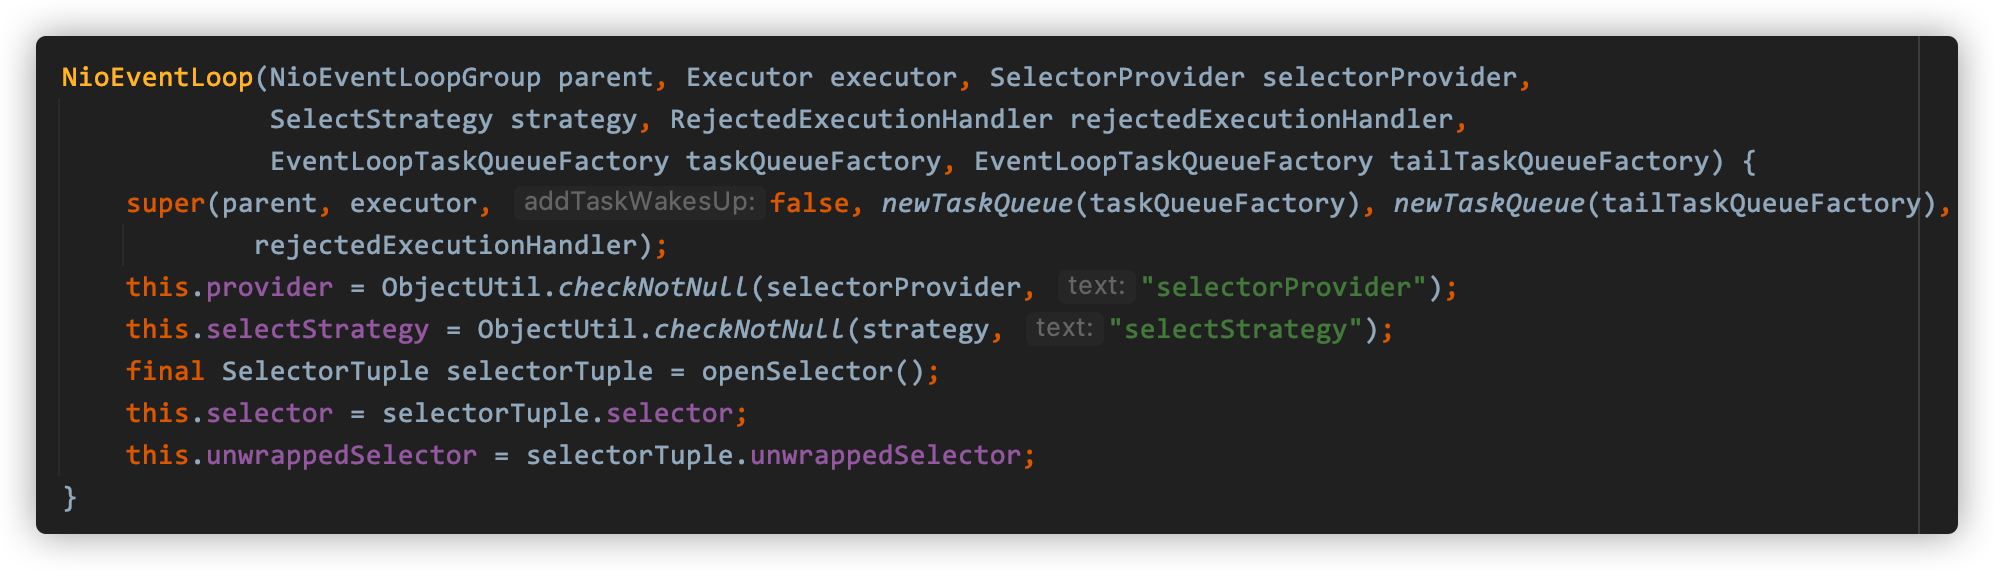 NioEventLoop(NioEventLoopGroup parent, Executor executor, SelectorProvider selectorProvider,
SelectStrategy strategy, RejectedExecutionHandler rejectedExecutionHandler,
EventLoopTaskQueueFactory taskQueueFactory, EventLoopTaskQueueFactory tailTaskQueueFactory) {
super(parent, executor, addTaskWakesUp: false, newTaskQueue(taskQueueFactory), newTaskQueue(tailTaskQueueFactory),
rejectedExecutionHandler);
this.provider = ObjectUtil.checkNotNull(selectorProvider, text: "selectorProvider");
this.selectStrategy = ObjectUtil.checkNotNull(strategy, text: "selectStrategy");
final SelectorTuple selectorTuple = openSelector();
this.selector = selectorTuple.selector;
this.unwrappedSelector = selectorTuple.unwrappedSelector;
}